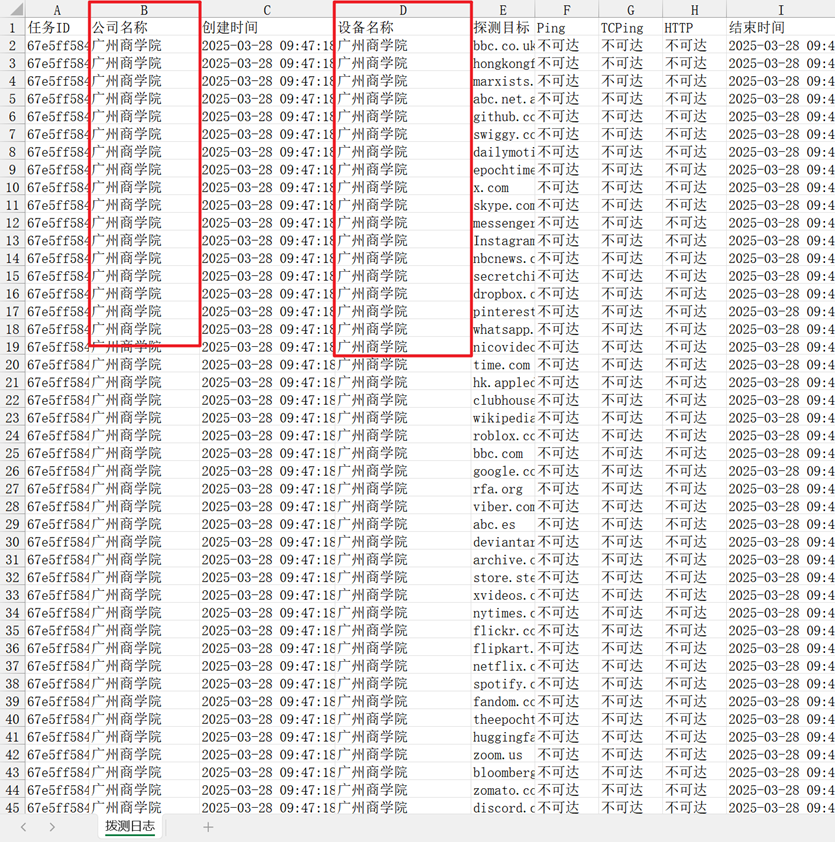 A B C D E F G H I
1 任务ID 公司名称 创建时间 设备名称 探测目标 Ping TCPing HTTP 结束时间
2 67e5ff584 广州商学院 2025-03-28 09:47:18 广州商学院 bbc.co.uk 不可达 不可达 不可达 2025-03-28 09:4
3 67e5ff584 广州商学院 2025-03-28 09:47:18 广州商学院 hongkongf 不可达 不可达 不可达 2025-03-28 09:4
4 67e5ff584 广州商学院 2025-03-28 09:47:18 广州商学院 marxists. 不可达 不可达 不可达 2025-03-28 09:4
5 67e5ff584 广州商学院 2025-03-28 09:47:18 广州商学院 abc.net.a 不可达 不可达 不可达 2025-03-28 09:4
6 67e5ff584 广州商学院 2025-03-28 09:47:18 广州商学院 github.co 不可达 不可达 不可达 2025-03-28 09:4
7 67e5ff584 广州商学院 2025-03-28 09:47:18 广州商学院 swiggy.co 不可达 不可达 不可达 2025-03-28 09:4
8 67e5ff584 广州商学院 2025-03-28 09:47:18 广州商学院 dailymoti 不可达 不可达 不可达 2025-03-28 09:4
9 67e5ff584 广州商学院 2025-03-28 09:47:18 广州商学院 epochtime 不可达 不可达 不可达 2025-03-28 09:4
10 67e5ff584 广州商学院 2025-03-28 09:47:18 广州商学院 x.com 不可达 不可达 不可达 2025-03-28 09:4
11 67e5ff584 广州商学院 2025-03-28 09:47:18 广州商学院 skype.com 不可达 不可达 不可达 2025-03-28 09:4
12 67e5ff584 广州商学院 2025-03-28 09:47:18 广州商学院 messenger 不可达 不可达 不可达 2025-03-28 09:4
13 67e5ff584 广州商学院 2025-03-28 09:47:18 广州商学院 Instagram 不可达 不可达 不可达 2025-03-28 09:4
14 67e5ff584 广州商学院 2025-03-28 09:47:18 广州商学院 nbcnews.c 不可达 不可达 不可达 2025-03-28 09:4
15 67e5ff584 广州商学院 2025-03-28 09:47:18 广州商学院 secretchi 不可达 不可达 不可达 2025-03-28 09:4
16 67e5ff584 广州商学院 2025-03-28 09:47:18 广州商学院 dropbox.c 不可达 不可达 不可达 2025-03-28 09:4
17 67e5ff584 广州商学院 2025-03-28 09:47:18 广州商学院 pinterest 不可达 不可达 不可达 2025-03-28 09:4
18 67e5ff584 广州商学院 2025-03-28 09:47:18 广州商学院 whatsapp. 不可达 不可达 不可达 2025-03-28 09:4
19 67e5ff584 广州商学院 2025-03-28 09:47:18 广州商学院 nicovidec 不可达 不可达 不可达 2025-03-28 09:4
20 67e5ff584 广州商学院 2025-03-28 09:47:18 广州商学院 time.com 不可达 不可达 不可达 2025-03-28 09:4
21 67e5ff584 广州商学院 2025-03-28 09:47:18 广州商学院 hk.appled 不可达 不可达 不可达 2025-03-28 09:4
22 67e5ff584 广州商学院 2025-03-28 09:47:18 广州商学院 clubhouse 不可达 不可达 不可达 2025-03-28 09:4
23 67e5ff584 广州商学院 2025-03-28 09:47:18 广州商学院 wikipedia 不可达 不可达 不可达 2025-03-28 09:4
24 67e5ff584 广州商学院 2025-03-28 09:47:18 广州商学院 roblox.co 不可达 不可达 不可达 2025-03-28 09:4
25 67e5ff584 广州商学院 2025-03-28 09:47:18 广州商学院 bbc.com 不可达 不可达 不可达 2025-03-28 09:4
26 67e5ff584 广州商学院 2025-03-28 09:47:18 广州商学院 google.co 不可达 不可达 不可达 2025-03-28 09:4
27 67e5ff584 广州商学院 2025-03-28 09:47:18 广州商学院 rfa.org 不可达 不可达 不可达 2025-03-28 09:4
28 67e5ff584 广州商学院 2025-03-28 09:47:18 广州商学院 viber.com 不可达 不可达 不可达 2025-03-28 09:4
29 67e5ff584 广州商学院 2025-03-28 09:47:18 广州商学院 abc.es 不可达 不可达 不可达 2025-03-28 09:4
30 67e5ff584 广州商学院 2025-03-28 09:47:18 广州商学院 deviantar 不可达 不可达 不可达 2025-03-28 09:4
31 67e5ff584 广州商学院 2025-03-28 09:47:18 广州商学院 archive.o 不可达 不可达 不可达 2025-03-28 09:4
32 67e5ff584 广州商学院 2025-03-28 09:47:18 广州商学院 store.ste 不可达 不可达 不可达 2025-03-28 09:4
33 67e5ff584 广州商学院 2025-03-28 09:47:18 广州商学院 xvideos.c 不可达 不可达 不可达 2025-03-28 09:4
34 67e5ff584 广州商学院 2025-03-28 09:47:18 广州商学院 nytimes.c 不可达 不可达 不可达 2025-03-28 09:4
35 67e5ff584 广州商学院 2025-03-28 09:47:18 广州商学院 flickr.co 不可达 不可达 不可达 2025-03-28 09:4
36 67e5ff584 广州商学院 2025-03-28 09:47:18 广州商学院 flipkart. 不可达 不可达 不可达 2025-03-28 09:4
37 67e5ff584 广州商学院 2025-03-28 09:47:18 广州商学院 netflix.c 不可达 不可达 不可达 2025-03-28 09:4
38 67e5ff584 广州商学院 2025-03-28 09:47:18 广州商学院 spotify.c 不可达 不可达 不可达 2025-03-28 09:4
39 67e5ff584 广州商学院 2025-03-28 09:47:18 广州商学院 fandom.co 不可达 不可达 不可达 2025-03-28 09:4
40 67e5ff584 广州商学院 2025-03-28 09:47:18 广州商学院 theepocht 不可达 不可达 不可达 2025-03-28 09:4
41 67e5ff584 广州商学院 2025-03-28 09:47:18 广州商学院 huggingfa 不可达 不可达 不可达 2025-03-28 09:4
42 67e5ff584 广州商学院 2025-03-28 09:47:18 广州商学院 zoom.us 不可达 不可达 不可达 2025-03-28 09:4
43 67e5ff584 广州商学院 2025-03-28 09:47:18 广州商学院 bloomberg 不可达 不可达 不可达 2025-03-28 09:4
44 67e5ff584 广州商学院 2025-03-28 09:47:18 广州商学院 zomato.co 不可达 不可达 不可达 2025-03-28 09:4
45 67e5ff584 广州商学院 2025-03-28 09:47:18 广州商学院 discord.c 不可达 不可达 不可达 2025-03-28 09:4
拨测日志